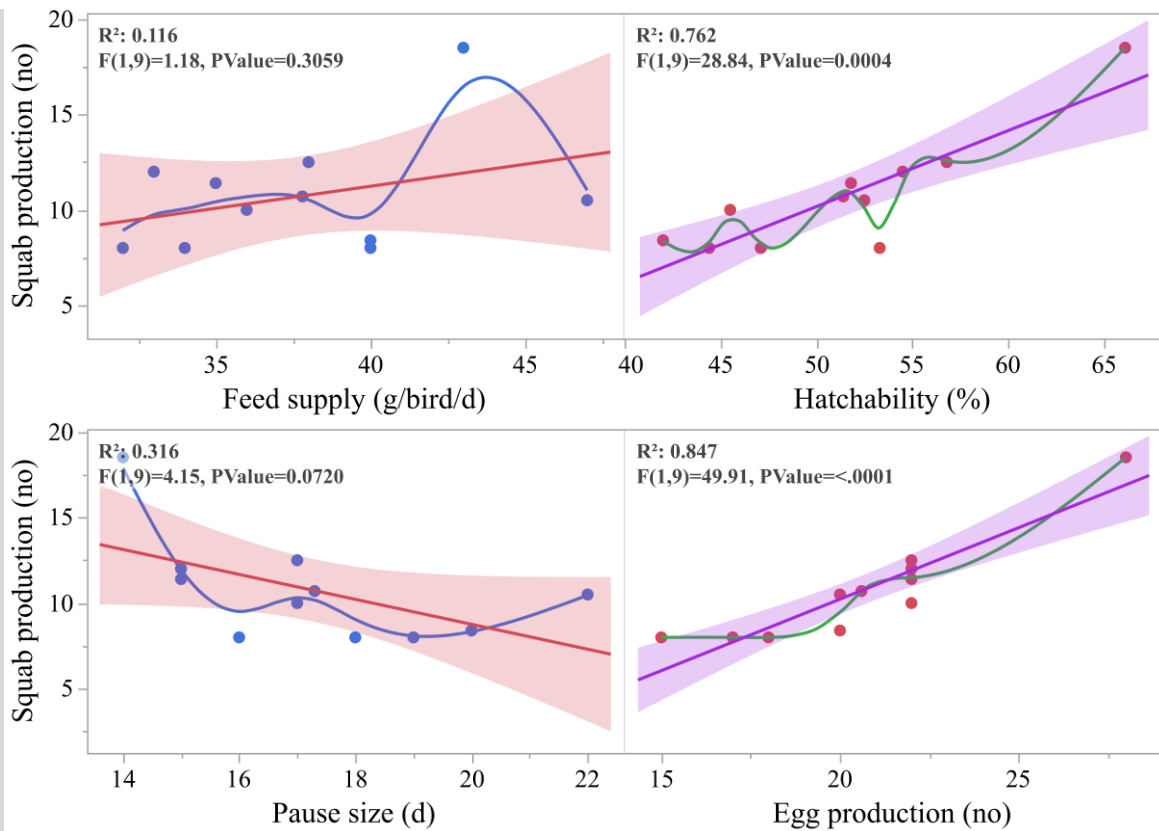 Squab production (no)
20
15
10
5
R²: 0.116
F(1,9)=1.18, PValue=0.3059
R²: 0.762
F(1,9)=28.84, PValue=0.0004
35 40 45 40 45 50 55 60 65
Feed supply (g/bird/d) Hatchability (%)
Squab production (no)
20
15
10
5
R²: 0.316
F(1,9)=4.15, PValue=0.0720
R²: 0.847
F(1,9)=49.91, PValue=<.0001
14 16 18 20 22 15 20 25
Pause size (d) Egg production (no)